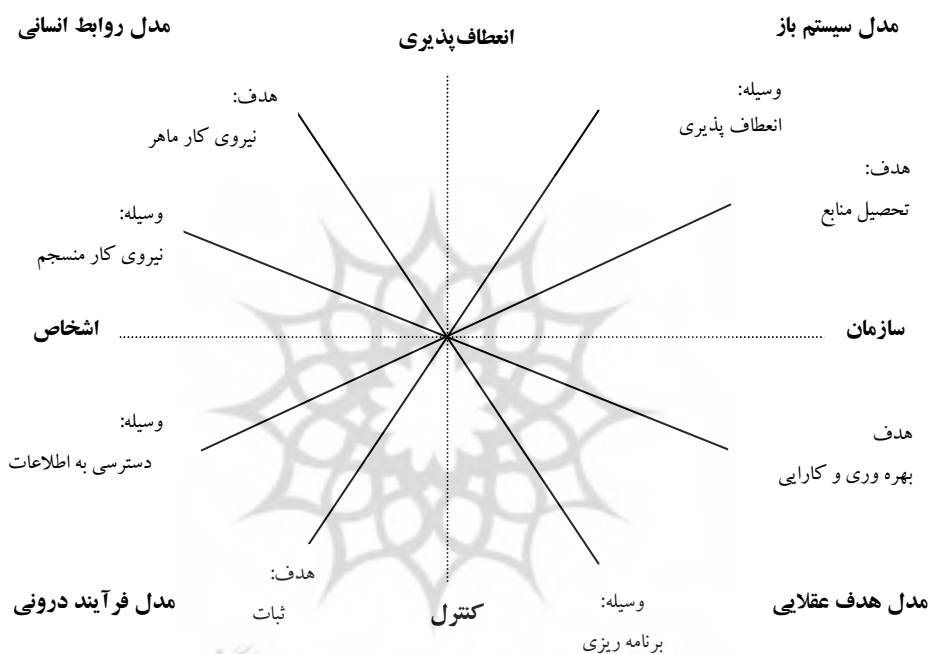 مدل سیستم باز
انعطاف‌پذیری
مدل روابط انسانی
وسیله:
انعطاف پذیری
هدف:
نیروی کار ماهر
هدف:
تحصیل منابع
وسیله:
نیروی کار منسجم
سازمان
اشخاص
هدف
بهره وری و کارایی
وسیله:
دسترسی به اطلاعات
هدف:
ثبات
وسیله:
برنامه ریزی
مدل هدف عقلایی
کنترل
مدل فرآیند درونی